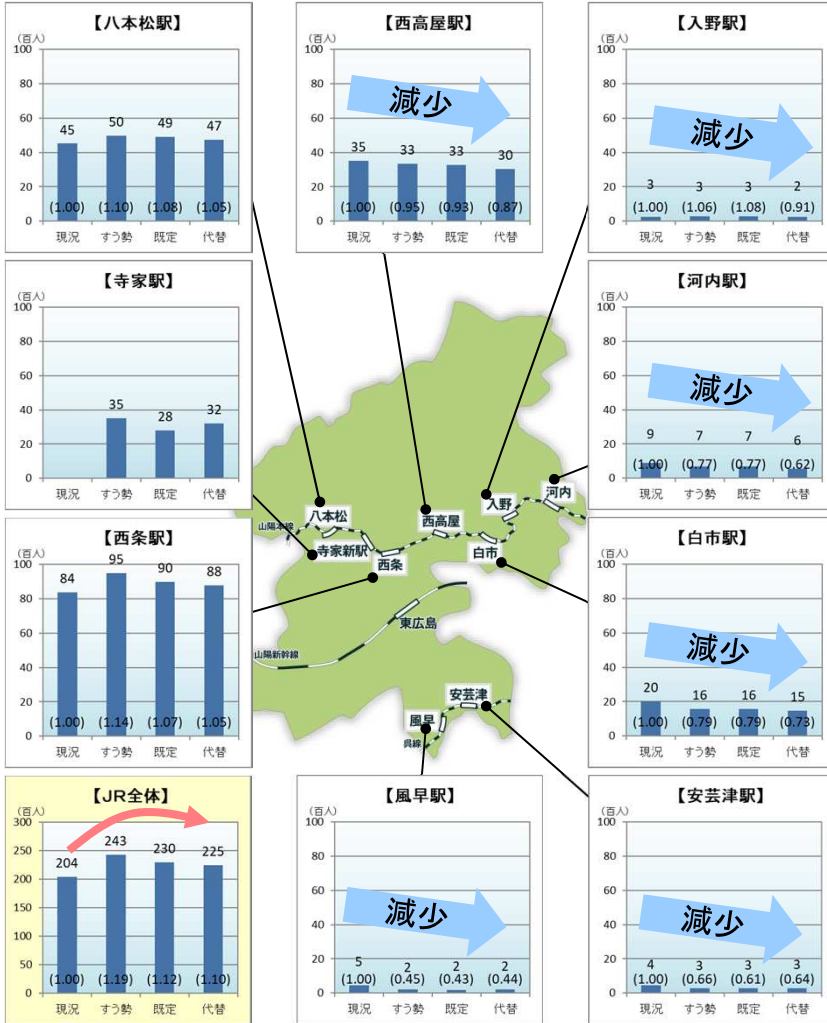 【八本松駅】
(百人)
100
80
60
40
20
0
45 50 49 47
(1.00) (1.10) (1.08) (1.05)
現況 すう勢 既定 代替
【西高屋駅】
(百人)
100
80
60
40
20
0
減少
35 33 33 30
(1.00) (0.95) (0.93) (0.87)
現況 すう勢 既定 代替
【入野駅】
(百人)
100
80
60
40
20
0
減少
3 3 3 2
(1.00) (1.06) (1.08) (0.91)
現況 すう勢 既定 代替
【寺家駅】
(百人)
100
80
60
40
20
0
35 28 32
現況 すう勢 既定 代替
【河内駅】
(百人)
100
80
60
40
20
0
減少
9 7 7 6
(1.00) (0.77) (0.77) (0.62)
現況 すう勢 既定 代替
山陽本線
八本松
寺家新駅
西条
西高屋
白市
入野
河内
東広島
山陽新幹線
安芸津
風早
呉線
【西条駅】
(百人)
100
80
60
40
20
0
84 95 90 88
(1.00) (1.14) (1.07) (1.05)
現況 すう勢 既定 代替
【白市駅】
(百人)
100
80
60
40
20
0
減少
20 16 16 15
(1.00) (0.79) (0.79) (0.73)
現況 すう勢 既定 代替
【JR全体】
(百人)
300
250
200
150
100
50
0
204 243 230 225
(1.00) (1.19) (1.12) (1.10)
現況 すう勢 既定 代替
【風早駅】
(百人)
100
80
60
40
20
0
減少
5 2 2 2
(1.00) (0.45) (0.43) (0.44)
現況 すう勢 既定 代替
【安芸津駅】
(百人)
100
80
60
40
20
0
減少
4 3 3 3
(1.00) (0.66) (0.61) (0.64)
現況 すう勢 既定 代替